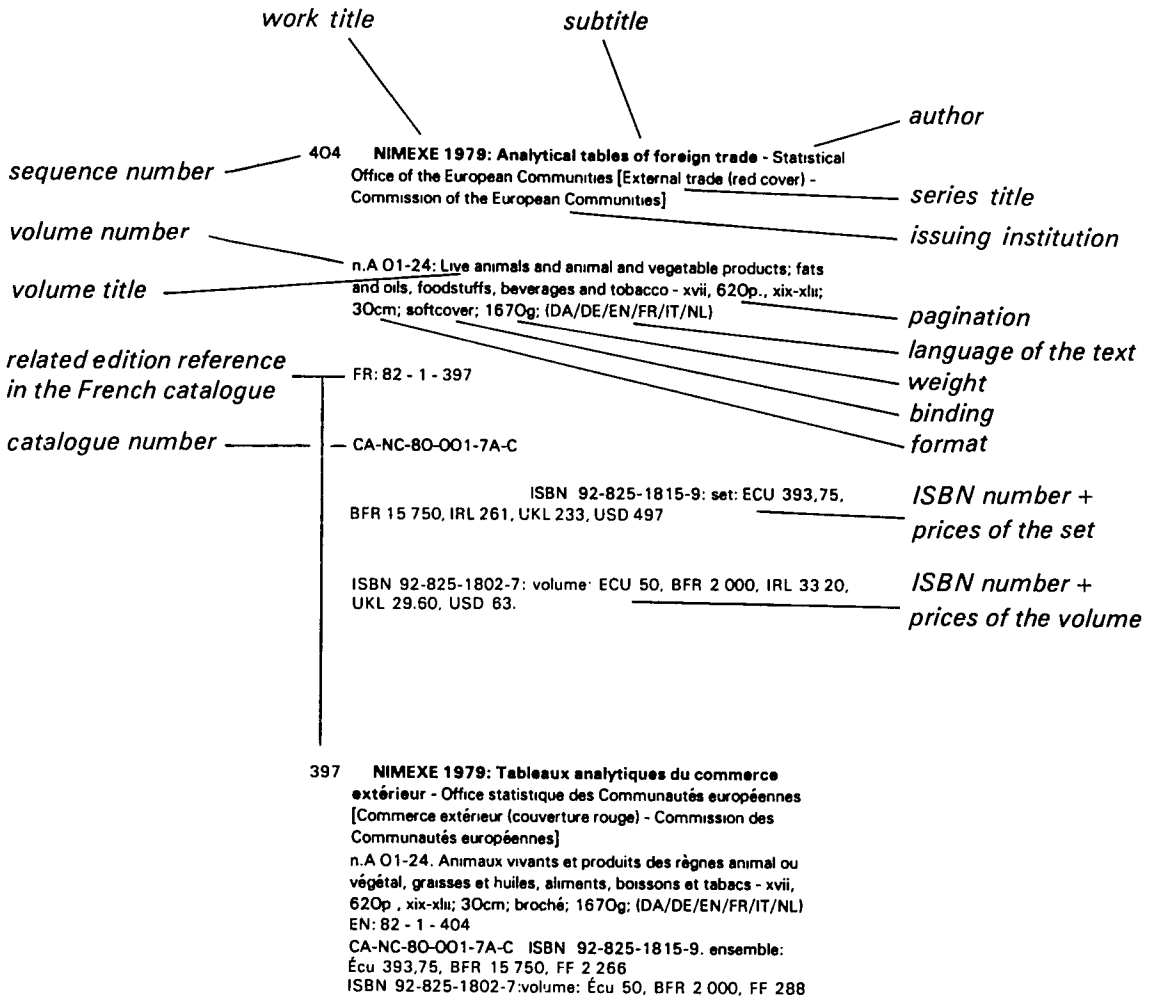 work title
subtitle
author
sequence number
404 NIMEXE 1979: Analytical tables of foreign trade - Statistical
Office of the European Communities [External trade (red cover) -
Commission of the European Communities]
series title
issuing institution
volume number
volume title
n.A 01-24: Live animals and animal and vegetable products; fats
and oils, foodstuffs, beverages and tobacco - xvii, 620p., xix-xlii;
30cm; softcover; 1670g; (DA/DE/EN/FR/IT/NL)
pagination
language of the text
weight
binding
format
related edition reference
in the French catalogue
FR: 82 - 1 - 397
catalogue number
CA-NC-80-001-7A-C
ISBN 92-825-1815-9: set: ECU 393,75,
BFR 15 750, IRL 261, UKL 233, USD 497
ISBN number +
prices of the set
ISBN 92-825-1802-7: volume: ECU 50, BFR 2 000, IRL 33 20,
UKL 29.60, USD 63.
ISBN number +
prices of the volume
397 NIMEXE 1979: Tableaux analytiques du commerce
extérieur - Office statistique des Communautés européennes
[Commerce extérieur (couverture rouge) - Commission des
Communautés européennes]
n.A 01-24. Animaux vivants et produits des règnes animal ou
végétal, graisses et huiles, aliments, boissons et tabacs - xvii,
620p , xix-xlii; 30cm; broché; 1670g; (DA/DE/EN/FR/IT/NL)
EN: 82 - 1 - 404
CA-NC-80-001-7A-C ISBN 92-825-1815-9. ensemble:
Écu 393,75, BFR 15 750, FF 2 266
ISBN 92-825-1802-7:volume: Écu 50, BFR 2 000, FF 288